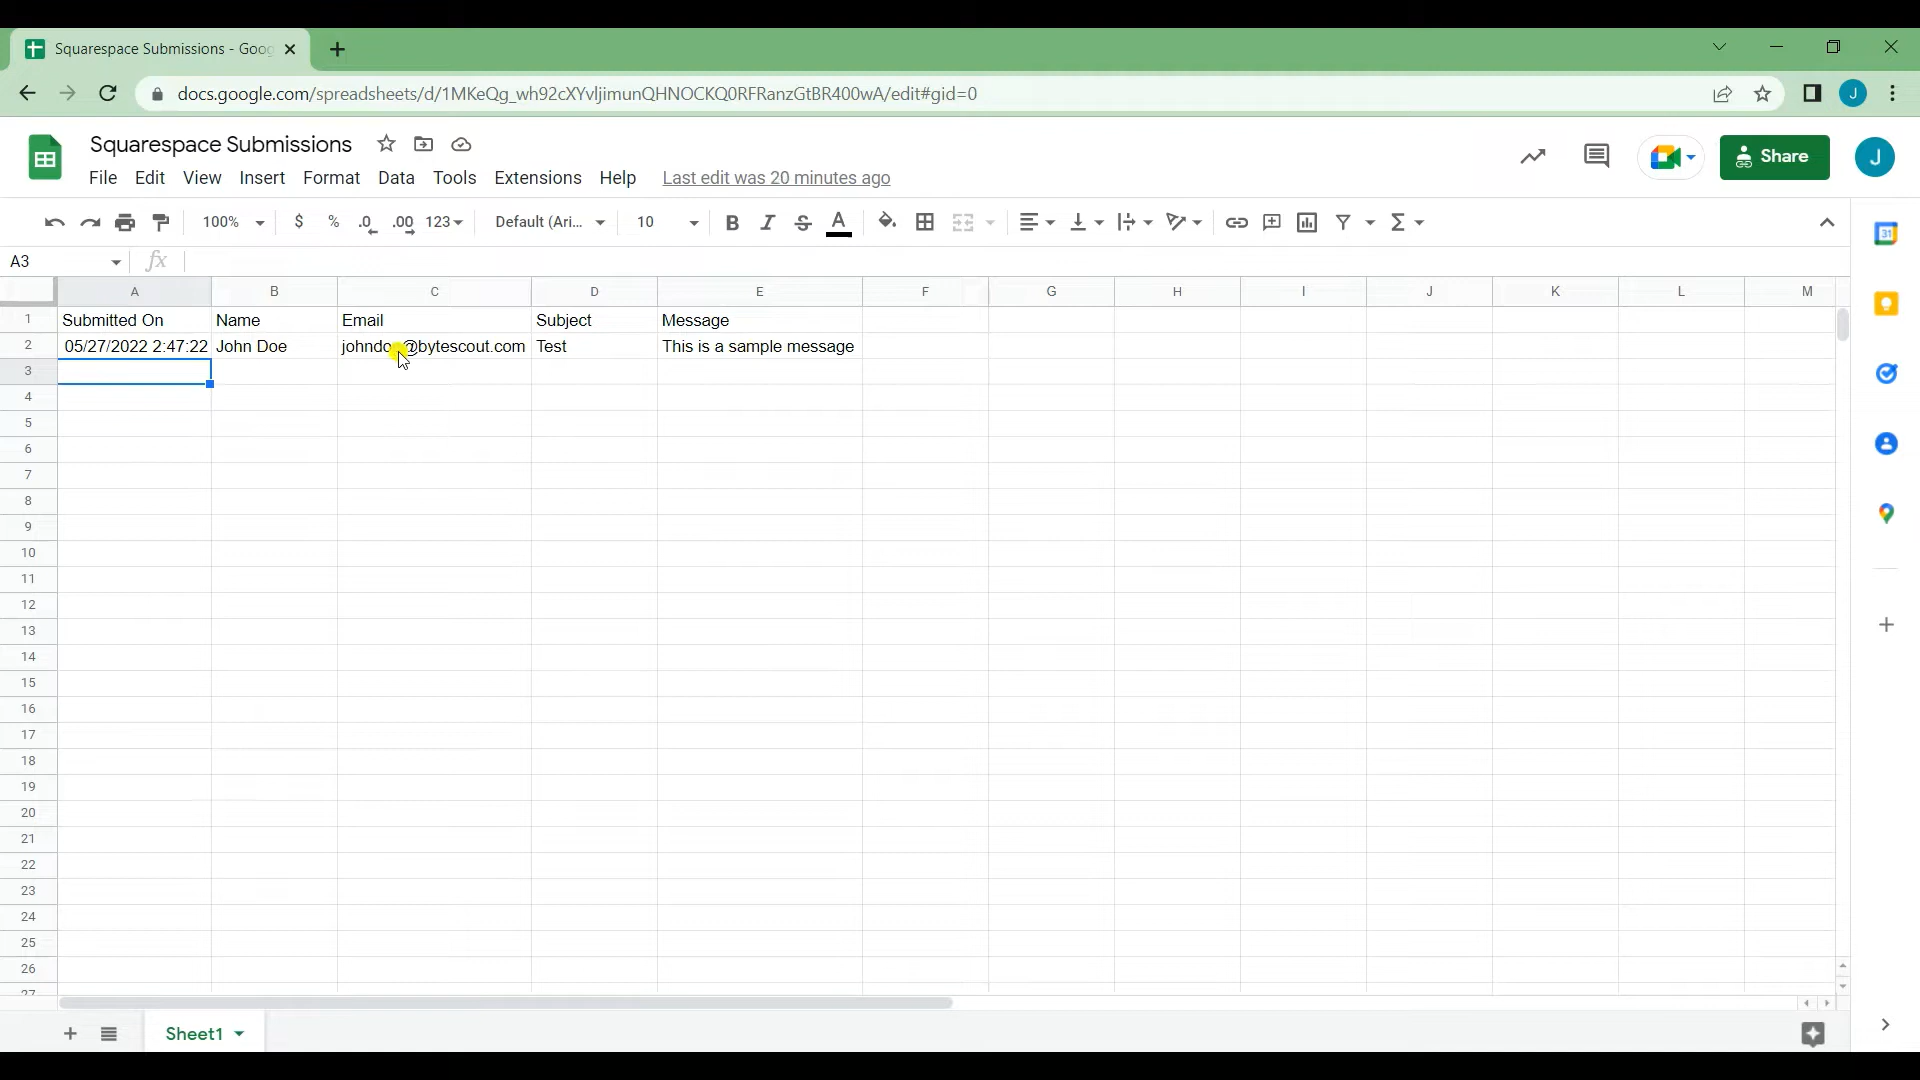 Squarespace Submissions - Goog
docs.google.com/spreadsheets/d/1MKeQg_wh92cXYvljimunQHNOCKQ0RFRanzGtBR400wA/edit#gid=0
J
Squarespace Submissions
Share
J
File Edit View Insert Format Data Tools Extensions Help Last edit was 20 minutes ago
100% $ % .0 .00 123 Default (Ari... 10 B I S A Σ
31
A3 fx
A B C D E F G H I J K L M
1 Submitted On Name Email Subject Message
2 05/27/2022 2:47:22 John Doe @bytescout.com Test This is a sample message
3
4
5
6
7
8
9
10
11
12
13
14
15
16
17
18
19
20
21
22
23
24
25
26
27
Sheet1